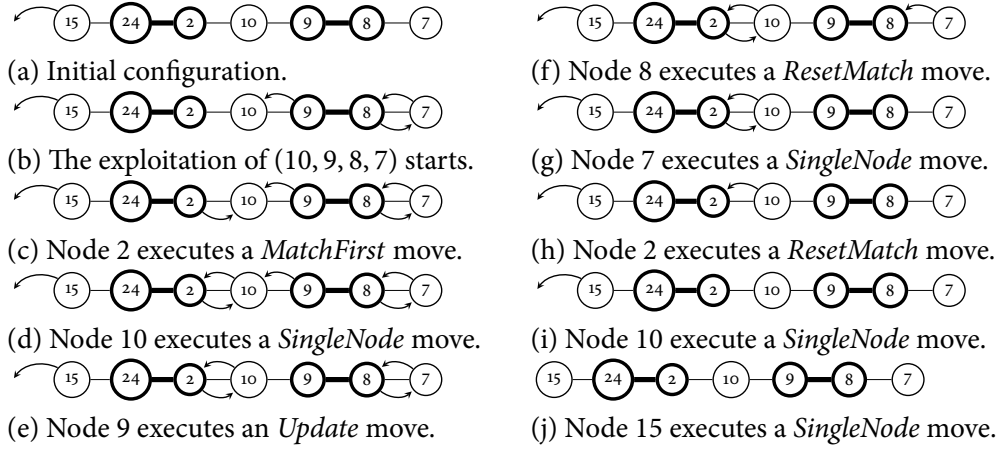 15 24 2 10 9 8 7
(a) Initial configuration.
15 24 2 10 9 8 7
(b) The exploitation of (10, 9, 8, 7) starts.
15 24 2 10 9 8 7
(c) Node 2 executes a MatchFirst move.
15 24 2 10 9 8 7
(d) Node 10 executes a SingleNode move.
15 24 2 10 9 8 7
(e) Node 9 executes an Update move.
15 24 2 10 9 8 7
(f) Node 8 executes a ResetMatch move.
15 24 2 10 9 8 7
(g) Node 7 executes a SingleNode move.
15 24 2 10 9 8 7
(h) Node 2 executes a ResetMatch move.
15 24 2 10 9 8 7
(i) Node 10 execute a SingleNode move.
15 24 2 10 9 8 7
(j) Node 15 executes a SingleNode move.